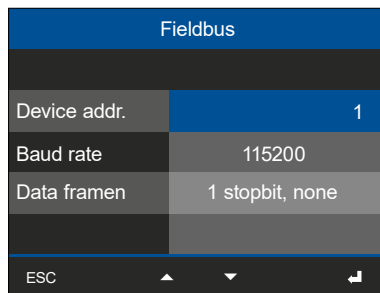 Fieldbus
Device addr. 1
Baud rate 115200
Data framen 1 stopbit, none
ESC